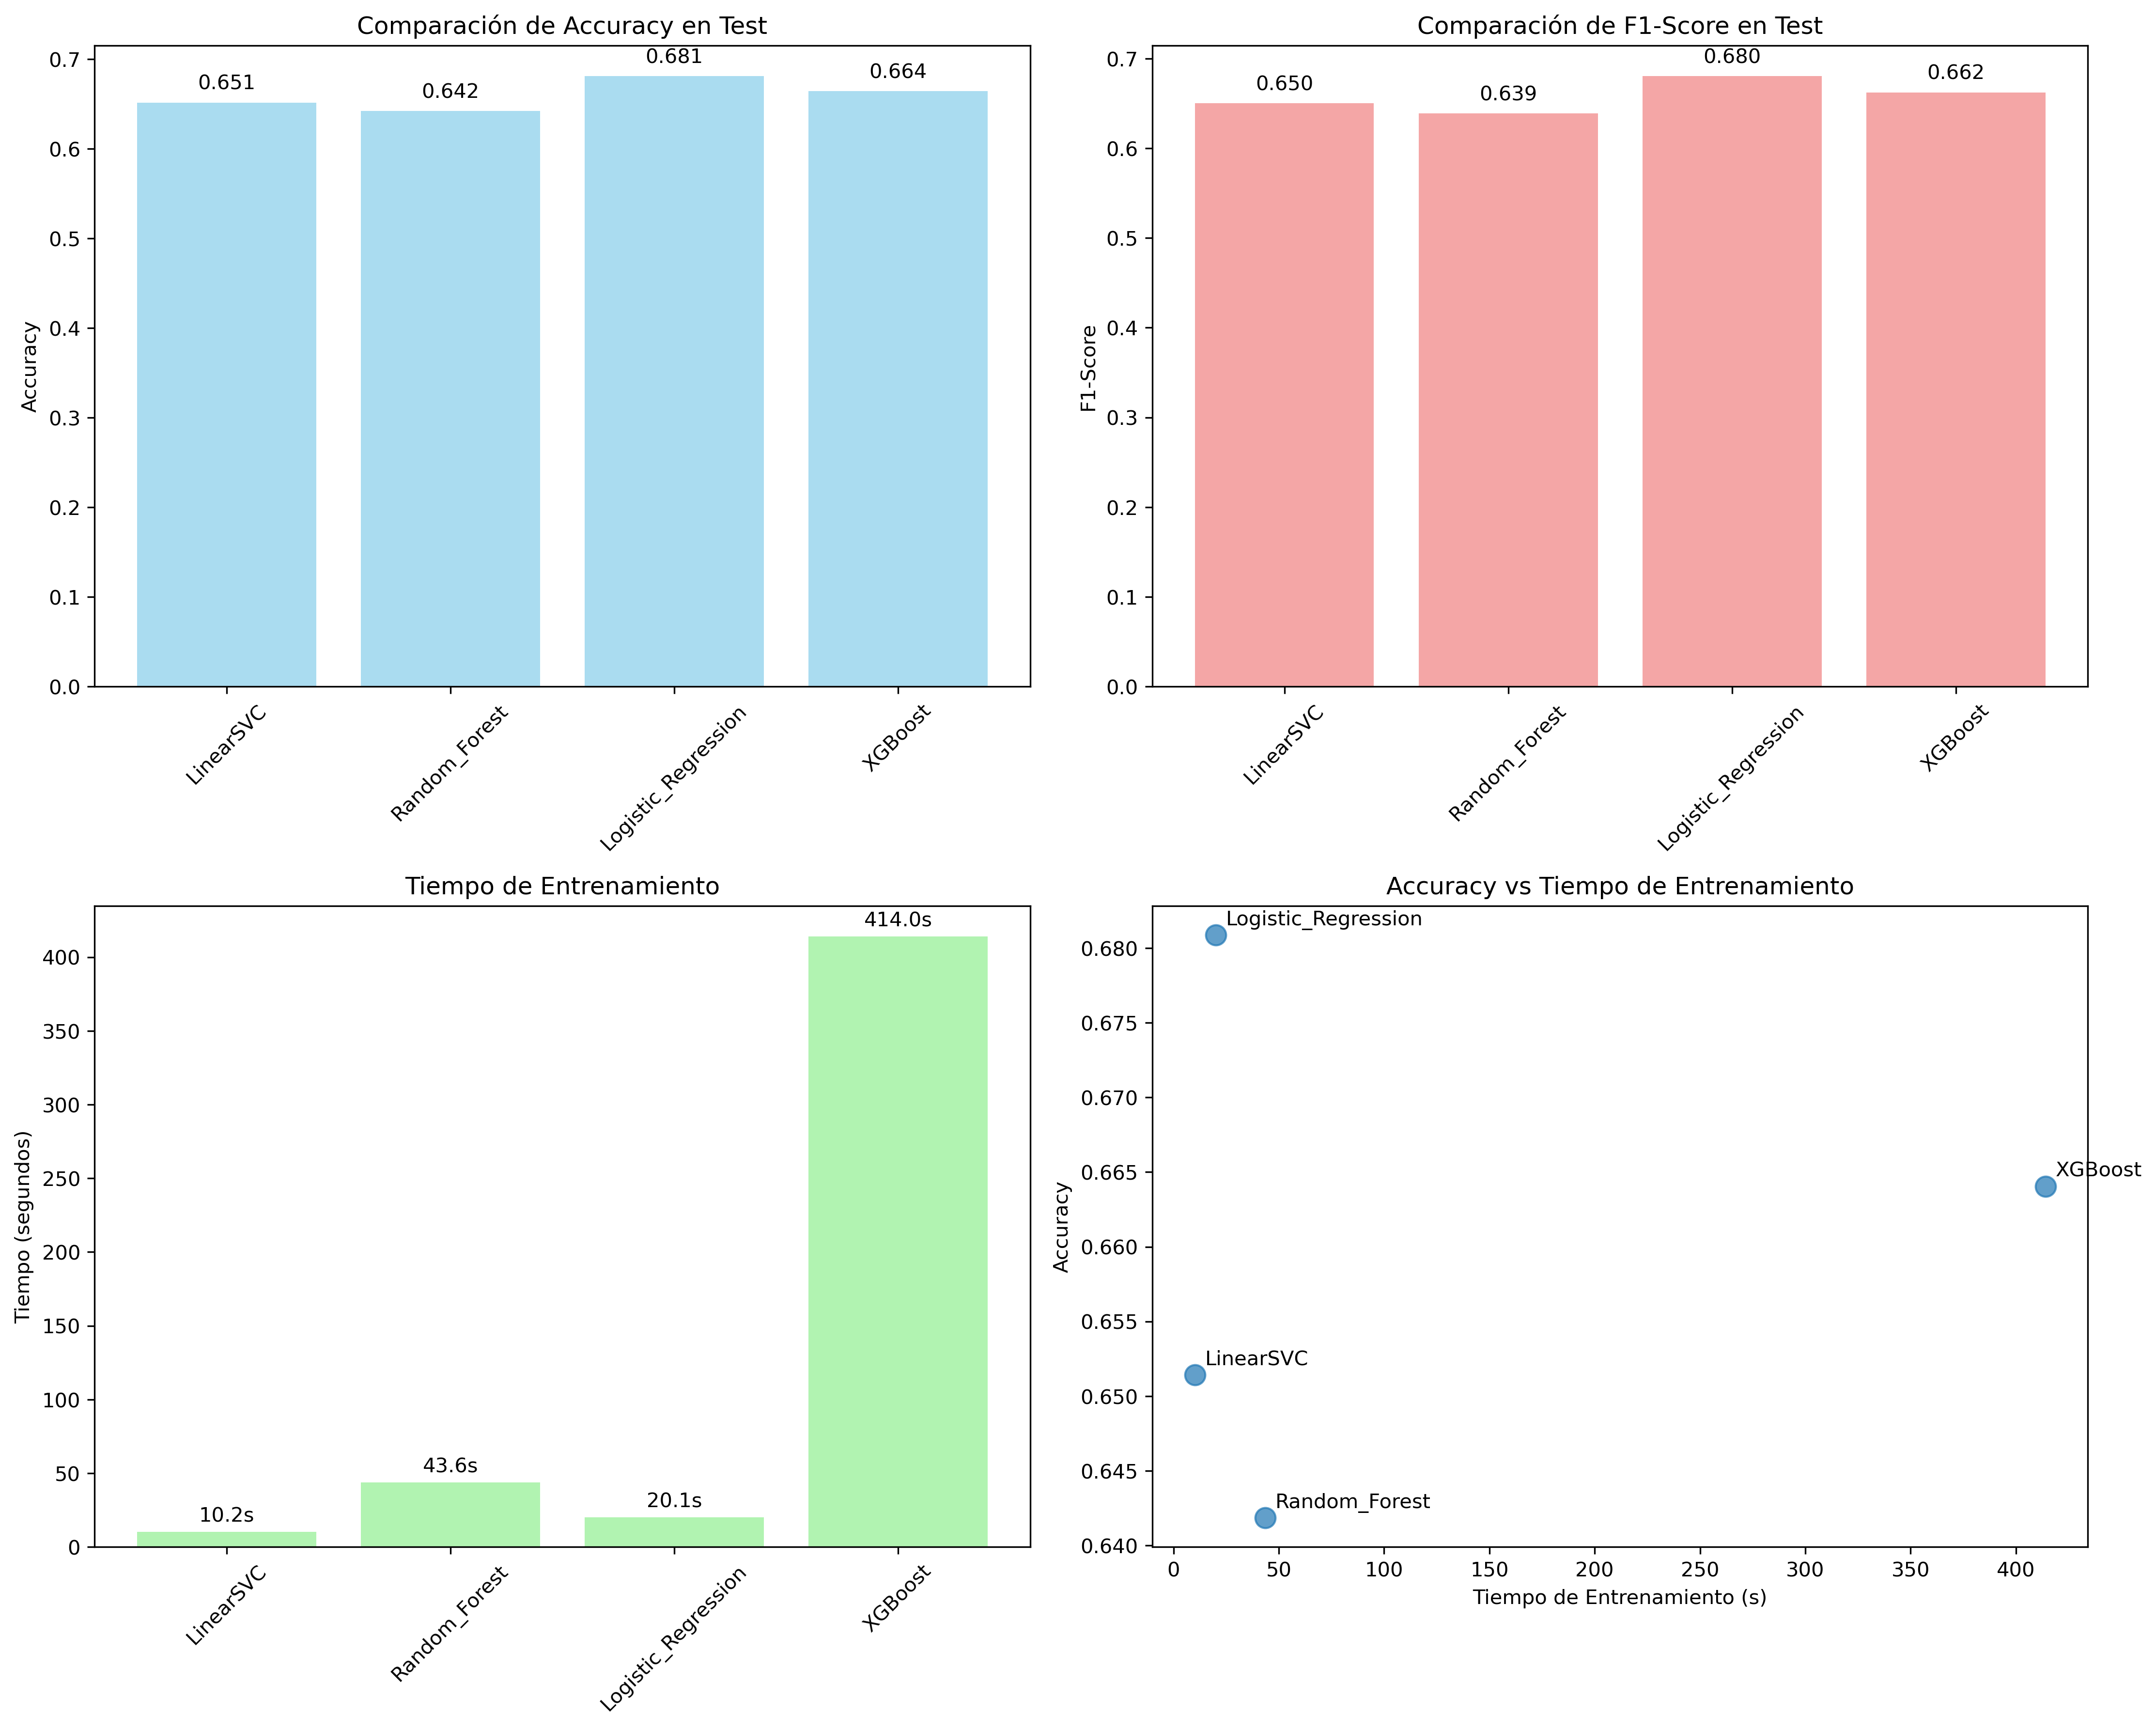 Comparación de Accuracy en Test
Accuracy
0.7
0.6
0.5
0.4
0.3
0.2
0.1
0.0
0.651
0.642
0.681
0.664
LinearSVC
Random_Forest
Logistic_Regression
XGBoost
Comparación de F1-Score en Test
F1-Score
0.7
0.6
0.5
0.4
0.3
0.2
0.1
0.0
0.650
0.639
0.680
0.662
LinearSVC
Random_Forest
Logistic_Regression
XGBoost
Tiempo de Entrenamiento
Tiempo (segundos)
400
350
300
250
200
150
100
50
0
10.2s
43.6s
20.1s
414.0s
LinearSVC
Random_Forest
Logistic_Regression
XGBoost
Accuracy vs Tiempo de Entrenamiento
Accuracy
0.680
0.675
0.670
0.665
0.660
0.655
0.650
0.645
0.640
Logistic_Regression
XGBoost
LinearSVC
Random_Forest
0 50 100 150 200 250 300 350 400
Tiempo de Entrenamiento (s)